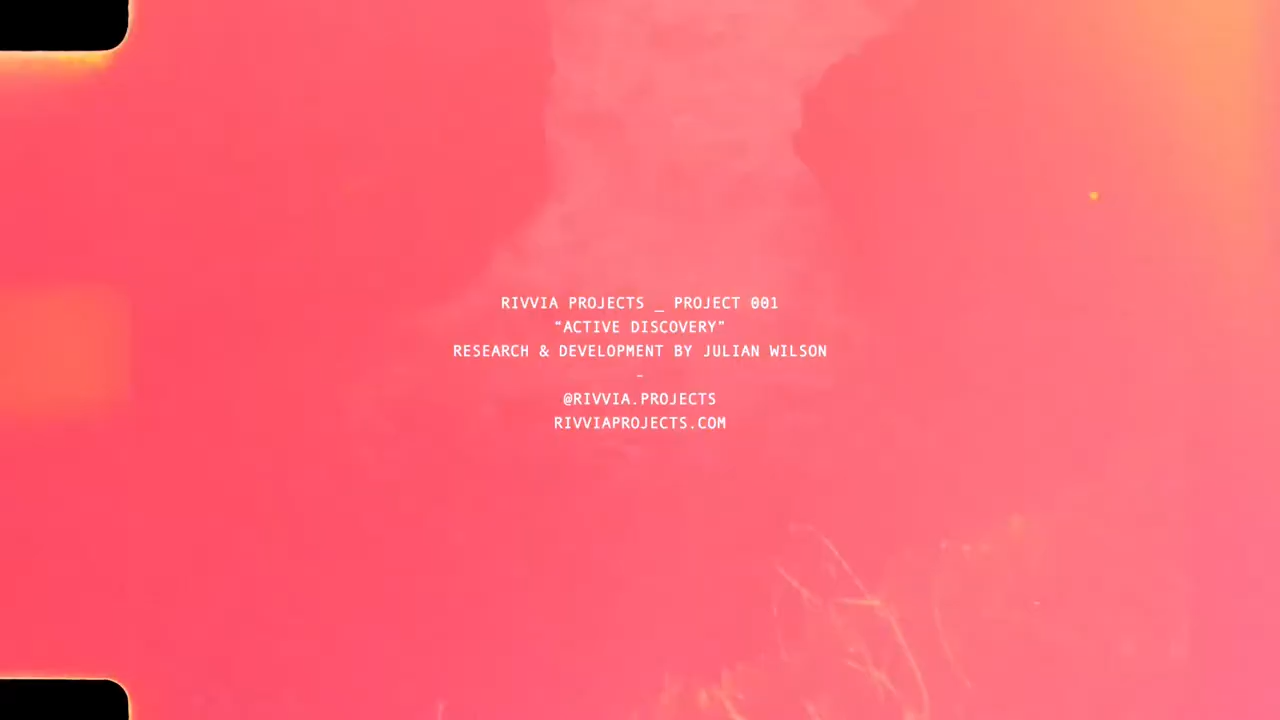 RIVVIA PROJECTS _ PROJECT 001
“ACTIVE DISCOVERY”
RESEARCH & DEVELOPMENT BY JULIAN WILSON
-
@RIVVIA.PROJECTS
RIVVIAPROJECTS.COM